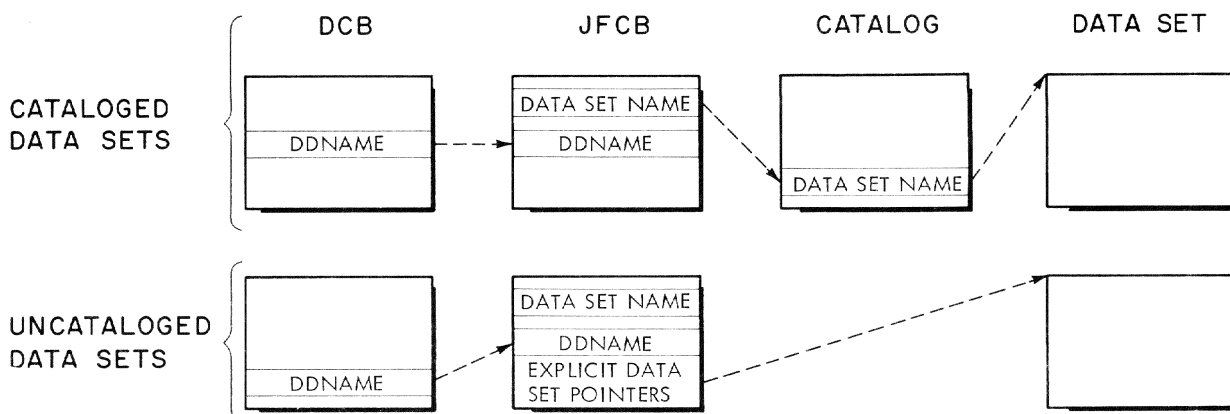 DCB
JFCB
CATALOG
DATA SET
CATALOGED
DATA SETS
DDNAME
DATA SET NAME
DDNAME
DATA SET NAME
UNCATALOGED
DATA SETS
DDNAME
DATA SET NAME
DDNAME
EXPLICIT DATA
SET POINTERS